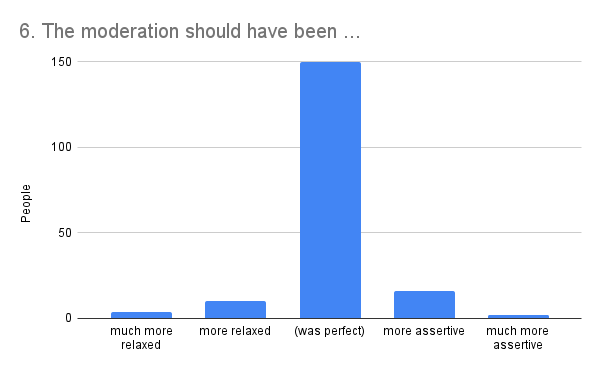 6. The moderation should have been ...
150
100
50
0
People
much more
relaxed
more relaxed
(was perfect)
more assertive
much more
assertive